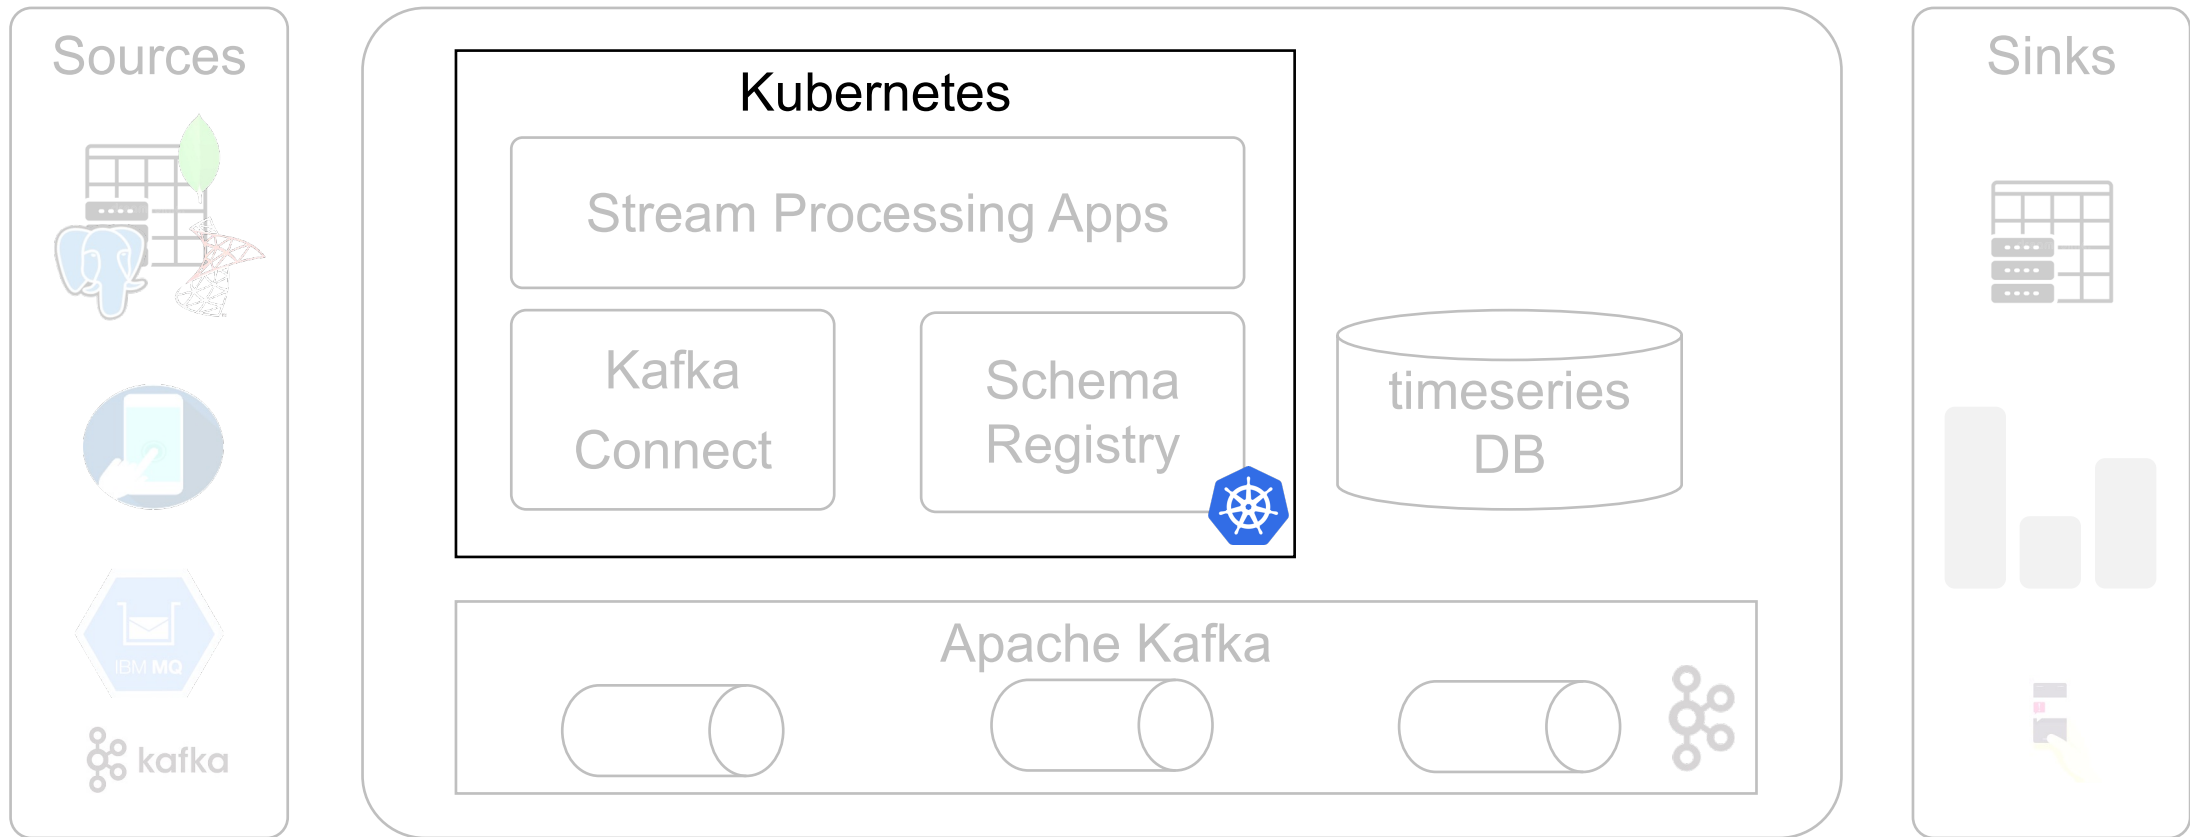 Sources
Kubernetes
Stream Processing Apps
Kafka
Connect
Schema
Registry
timeseries
DB
Apache Kafka
IBM MQ
kafka
Sinks